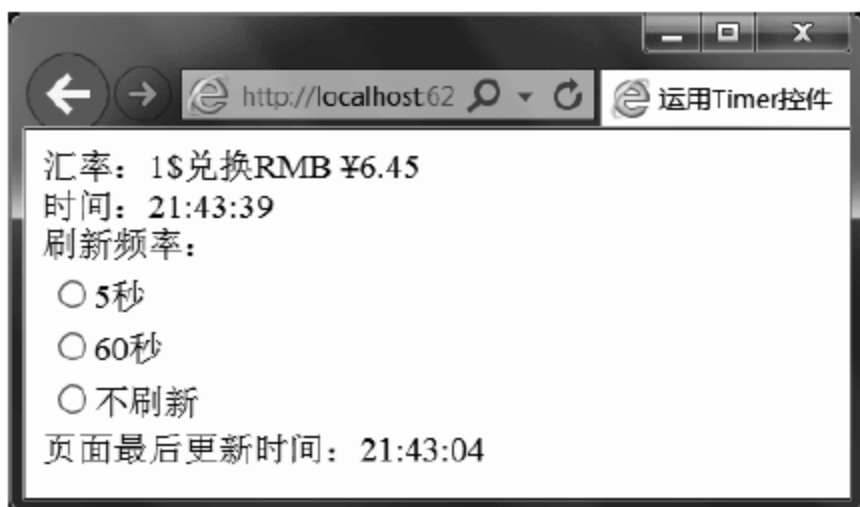 http://localhost:62
运用Timer控件
汇率：1$兑换RMB ¥6.45
时间：21:43:39
刷新频率：
5秒
60秒
不刷新
页面最后更新时间：21:43:04